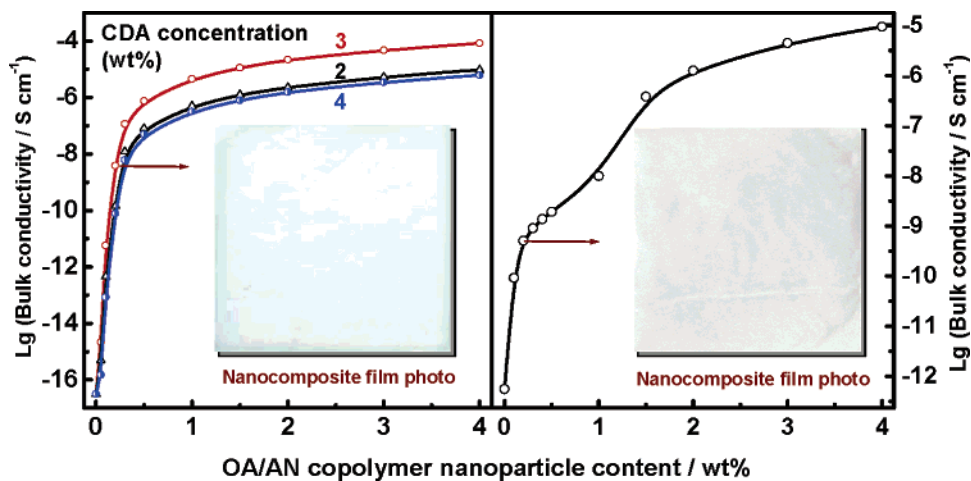 CDA concentration
(wt%)
3
2
4
Lg (Bulk conductivity / S cm⁻¹)
-4
-6
-8
-10
-12
-14
-16
Nanocomposite film photo
0 1 2 3 4
Nanocomposite film photo
0 1 2 3 4
-5
-6
-7
-8
-9
-10
-11
-12
Lg (Bulk conductivity / S cm⁻¹)
OA/AN copolymer nanoparticle content / wt%